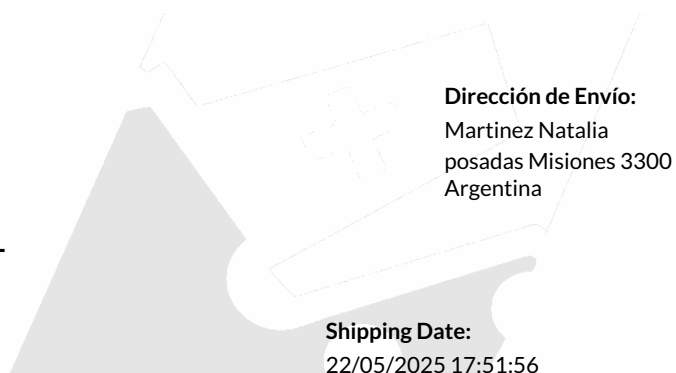 Dirección de Envío:
Martinez Natalia
posadas Misiones 3300
Argentina
Shipping Date:
22/05/2025 17:51:56